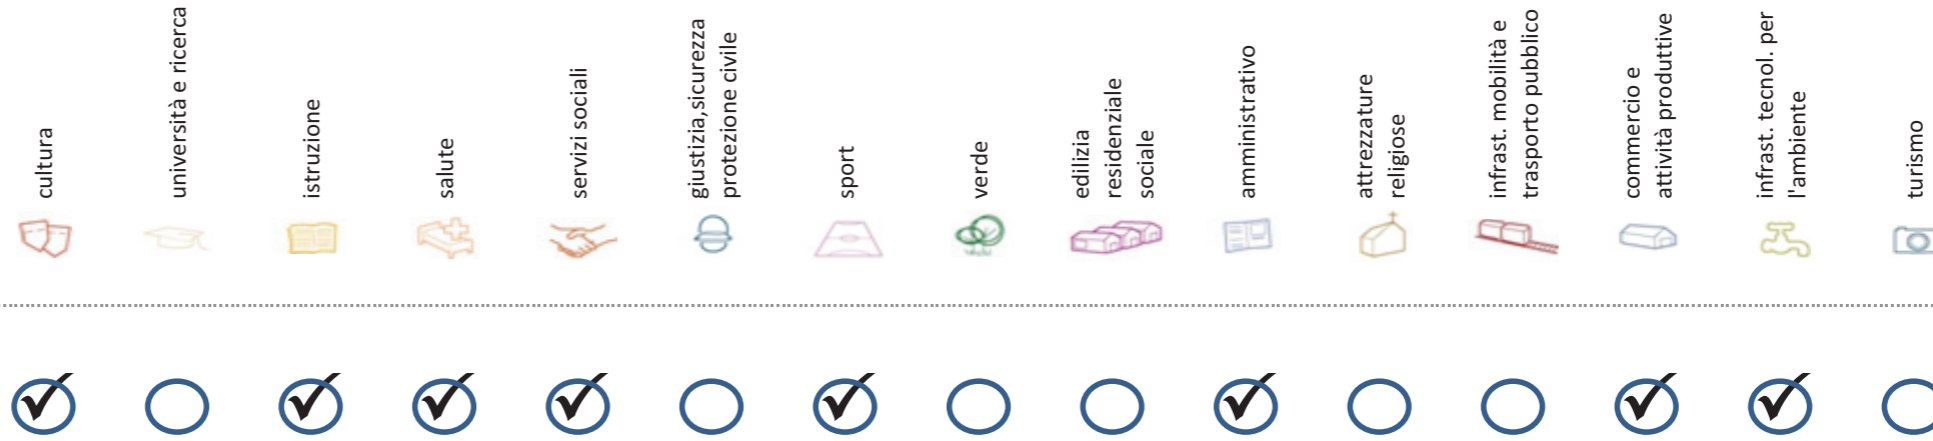 cultura
università e ricerca
istruzione
salute
servizi sociali
giustizia,sicurezza
protezione civile
sport
verde
edilizia
residenziale
sociale
amministrativo
attrezzature
religiose
infrast. mobilità e
trasporto pubblico
commercio e
attività produttive
infrast. tecnol. per
l'ambiente
turismo